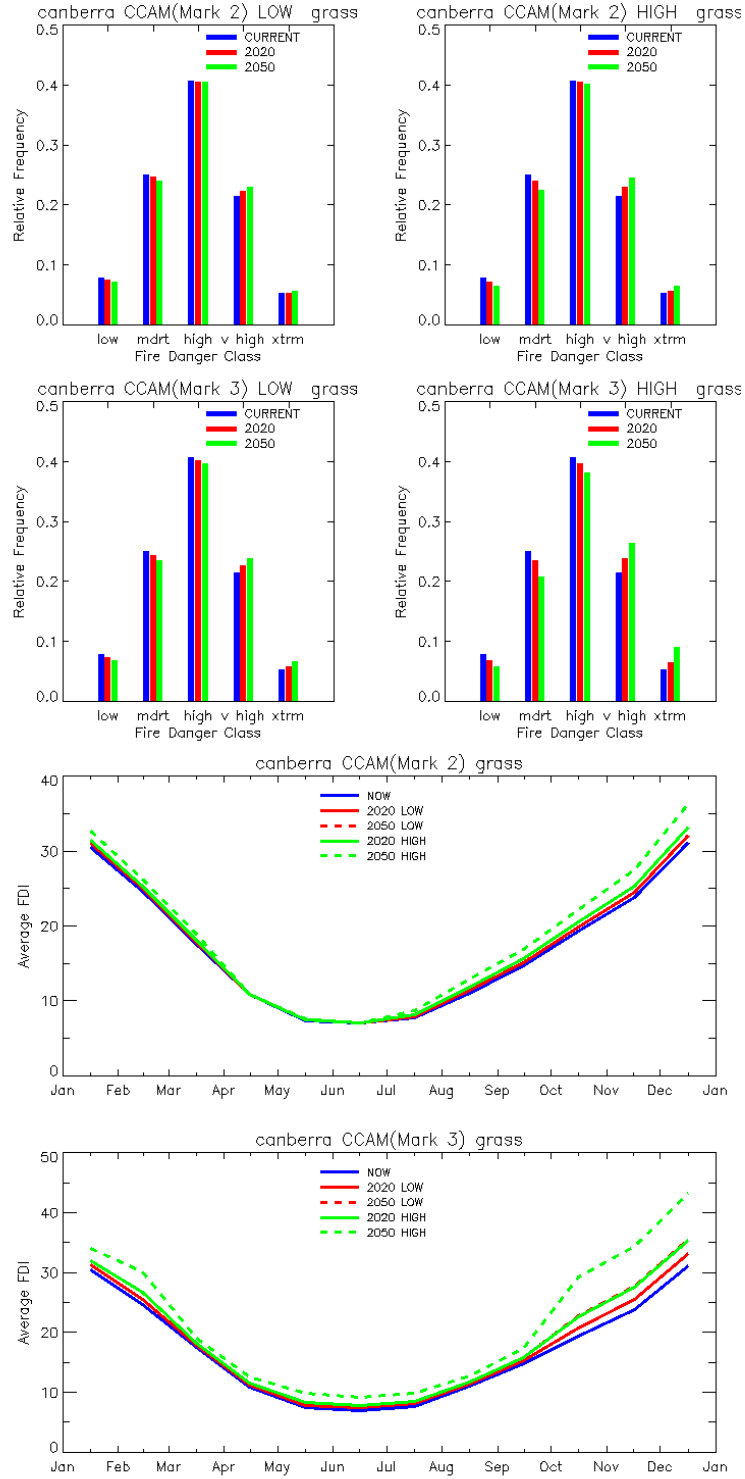 canberra CCAM(Mark 2) LOW grass
CURRENT
2020
2050
0.5
0.4
0.3
0.2
0.1
0.0
Relative Frequency
low mdrt high v high xtrm
Fire Danger Class
canberra CCAM(Mark 2) HIGH grass
CURRENT
2020
2050
0.5
0.4
0.3
0.2
0.1
0.0
Relative Frequency
low mdrt high v high xtrm
Fire Danger Class
canberra CCAM(Mark 3) LOW grass
CURRENT
2020
2050
0.5
0.4
0.3
0.2
0.1
0.0
Relative Frequency
low mdrt high v high xtrm
Fire Danger Class
canberra CCAM(Mark 3) HIGH grass
CURRENT
2020
2050
0.5
0.4
0.3
0.2
0.1
0.0
Relative Frequency
low mdrt high v high xtrm
Fire Danger Class
canberra CCAM(Mark 2) grass
NOW
2020 LOW
2050 LOW
2020 HIGH
2050 HIGH
40
30
20
10
0
Average FDI
Jan Feb Mar Apr May Jun Jul Aug Sep Oct Nov Dec Jan
canberra CCAM(Mark 3) grass
NOW
2020 LOW
2050 LOW
2020 HIGH
2050 HIGH
50
40
30
20
10
0
Average FDI
Jan Feb Mar Apr May Jun Jul Aug Sep Oct Nov Dec Jan